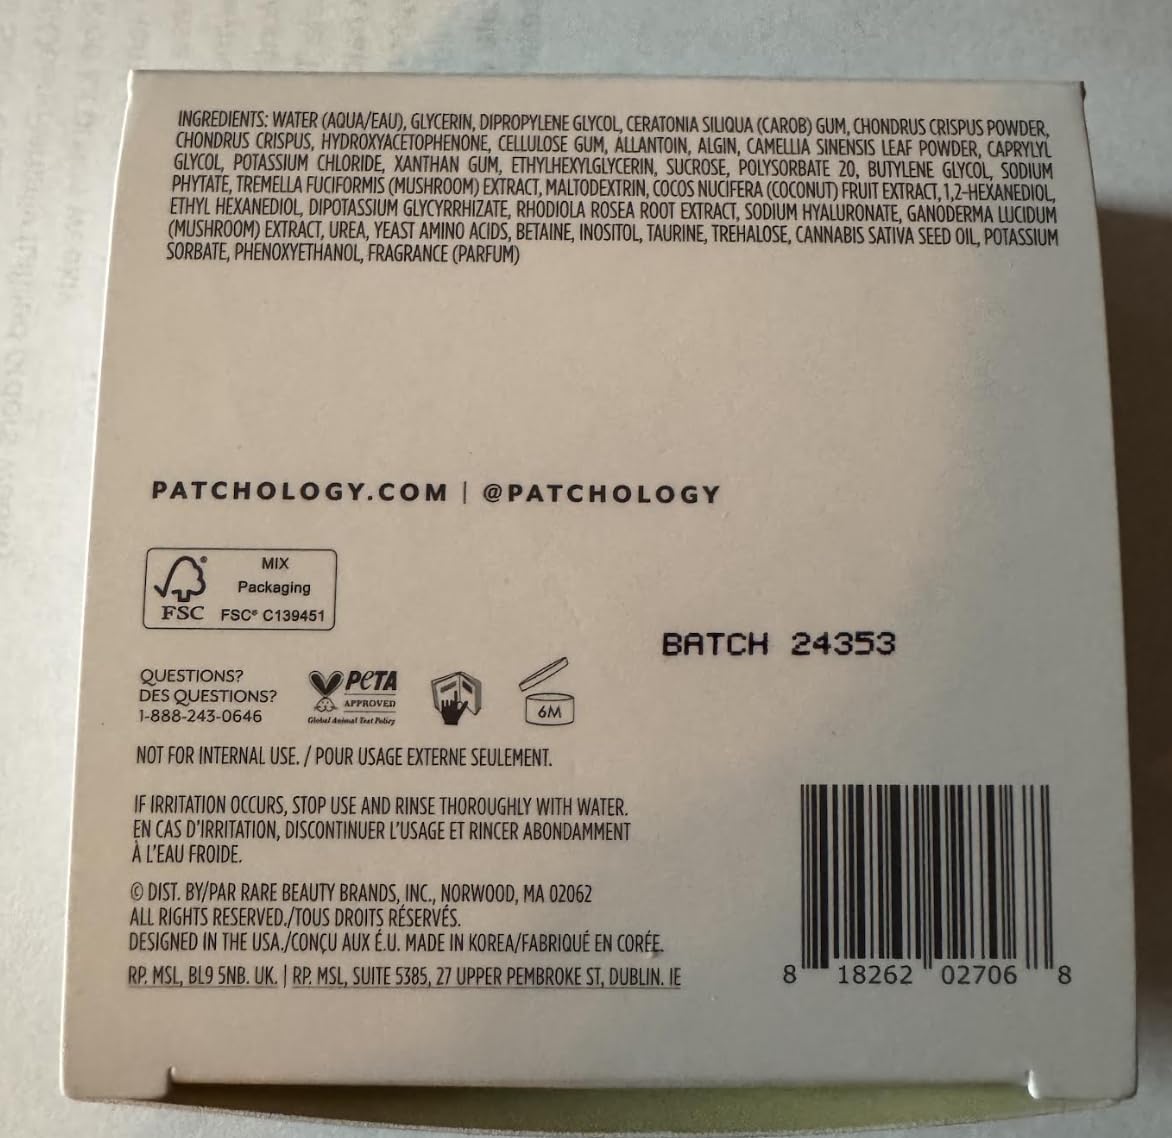 INGREDIENTS: WATER (AQUA/EAU), GLYCERIN, DIPROPYLENE GLYCOL, CERATONIA SILIQUA (CAROB) GUM, CHONDRUS CRISPUS POWDER,
CHONDRUS CRISPUS, HYDROXYACETOPHENONE, CELLULOSE GUM, ALLANTOIN, ALGIN, CAMELLIA SINENSIS LEAF POWDER, CAPRYLYL
GLYCOL, POTASSIUM CHLORIDE, XANTHAN GUM, ETHYLHEXYLGLYCERIN, SUCROSE, POLYSORBATE 20, BUTYLENE GLYCOL, SODIUM
PHYTATE, TREMELLA FUCIFORMIS (MUSHROOM) EXTRACT, MALTODEXTRIN, COCOS NUCIFERA (COCONUT) FRUIT EXTRACT, 1,2-HEXANEDIOL,
ETHYL HEXANEDIOL, DIPOTASSIUM GLYCYRRHIZATE, RHODIOLA ROSEA ROOT EXTRACT, SODIUM HYALURONATE, GANODERMA LUCIDUM
(MUSHROOM) EXTRACT, UREA, YEAST AMINO ACIDS, BETAINE, INOSITOL, TAURINE, TREHALOSE, CANNABIS SATIVA SEED OIL, POTASSIUM
SORBATE, PHENOXYETHANOL, FRAGRANCE (PARFUM)
PATCHOLOGY.COM | @PATCHOLOGY
MIX
Packaging
FSC FSC® C139451
BATCH 24353
QUESTIONS?
DES QUESTIONS?
1-888-243-0646
PETA
APPROVED
Global Animal Test Policy
6M
NOT FOR INTERNAL USE. / POUR USAGE EXTERNE SEULEMENT.
IF IRRITATION OCCURS, STOP USE AND RINSE THOROUGHLY WITH WATER.
EN CAS D'IRRITATION, DISCONTINUER L'USAGE ET RINCER ABONDAMMENT
À L'EAU FROIDE.
© DIST. BY/PAR RARE BEAUTY BRANDS, INC., NORWOOD, MA 02062
ALL RIGHTS RESERVED./TOUS DROITS RÉSERVÉS.
DESIGNED IN THE USA./CONÇU AUX É.U. MADE IN KOREA/FABRIQUÉ EN CORÉE.
RP. MSL, BL9 5NB. UK. | RP. MSL, SUITE 5385, 27 UPPER PEMBROKE ST, DUBLIN. IE
8 18262 02706 8